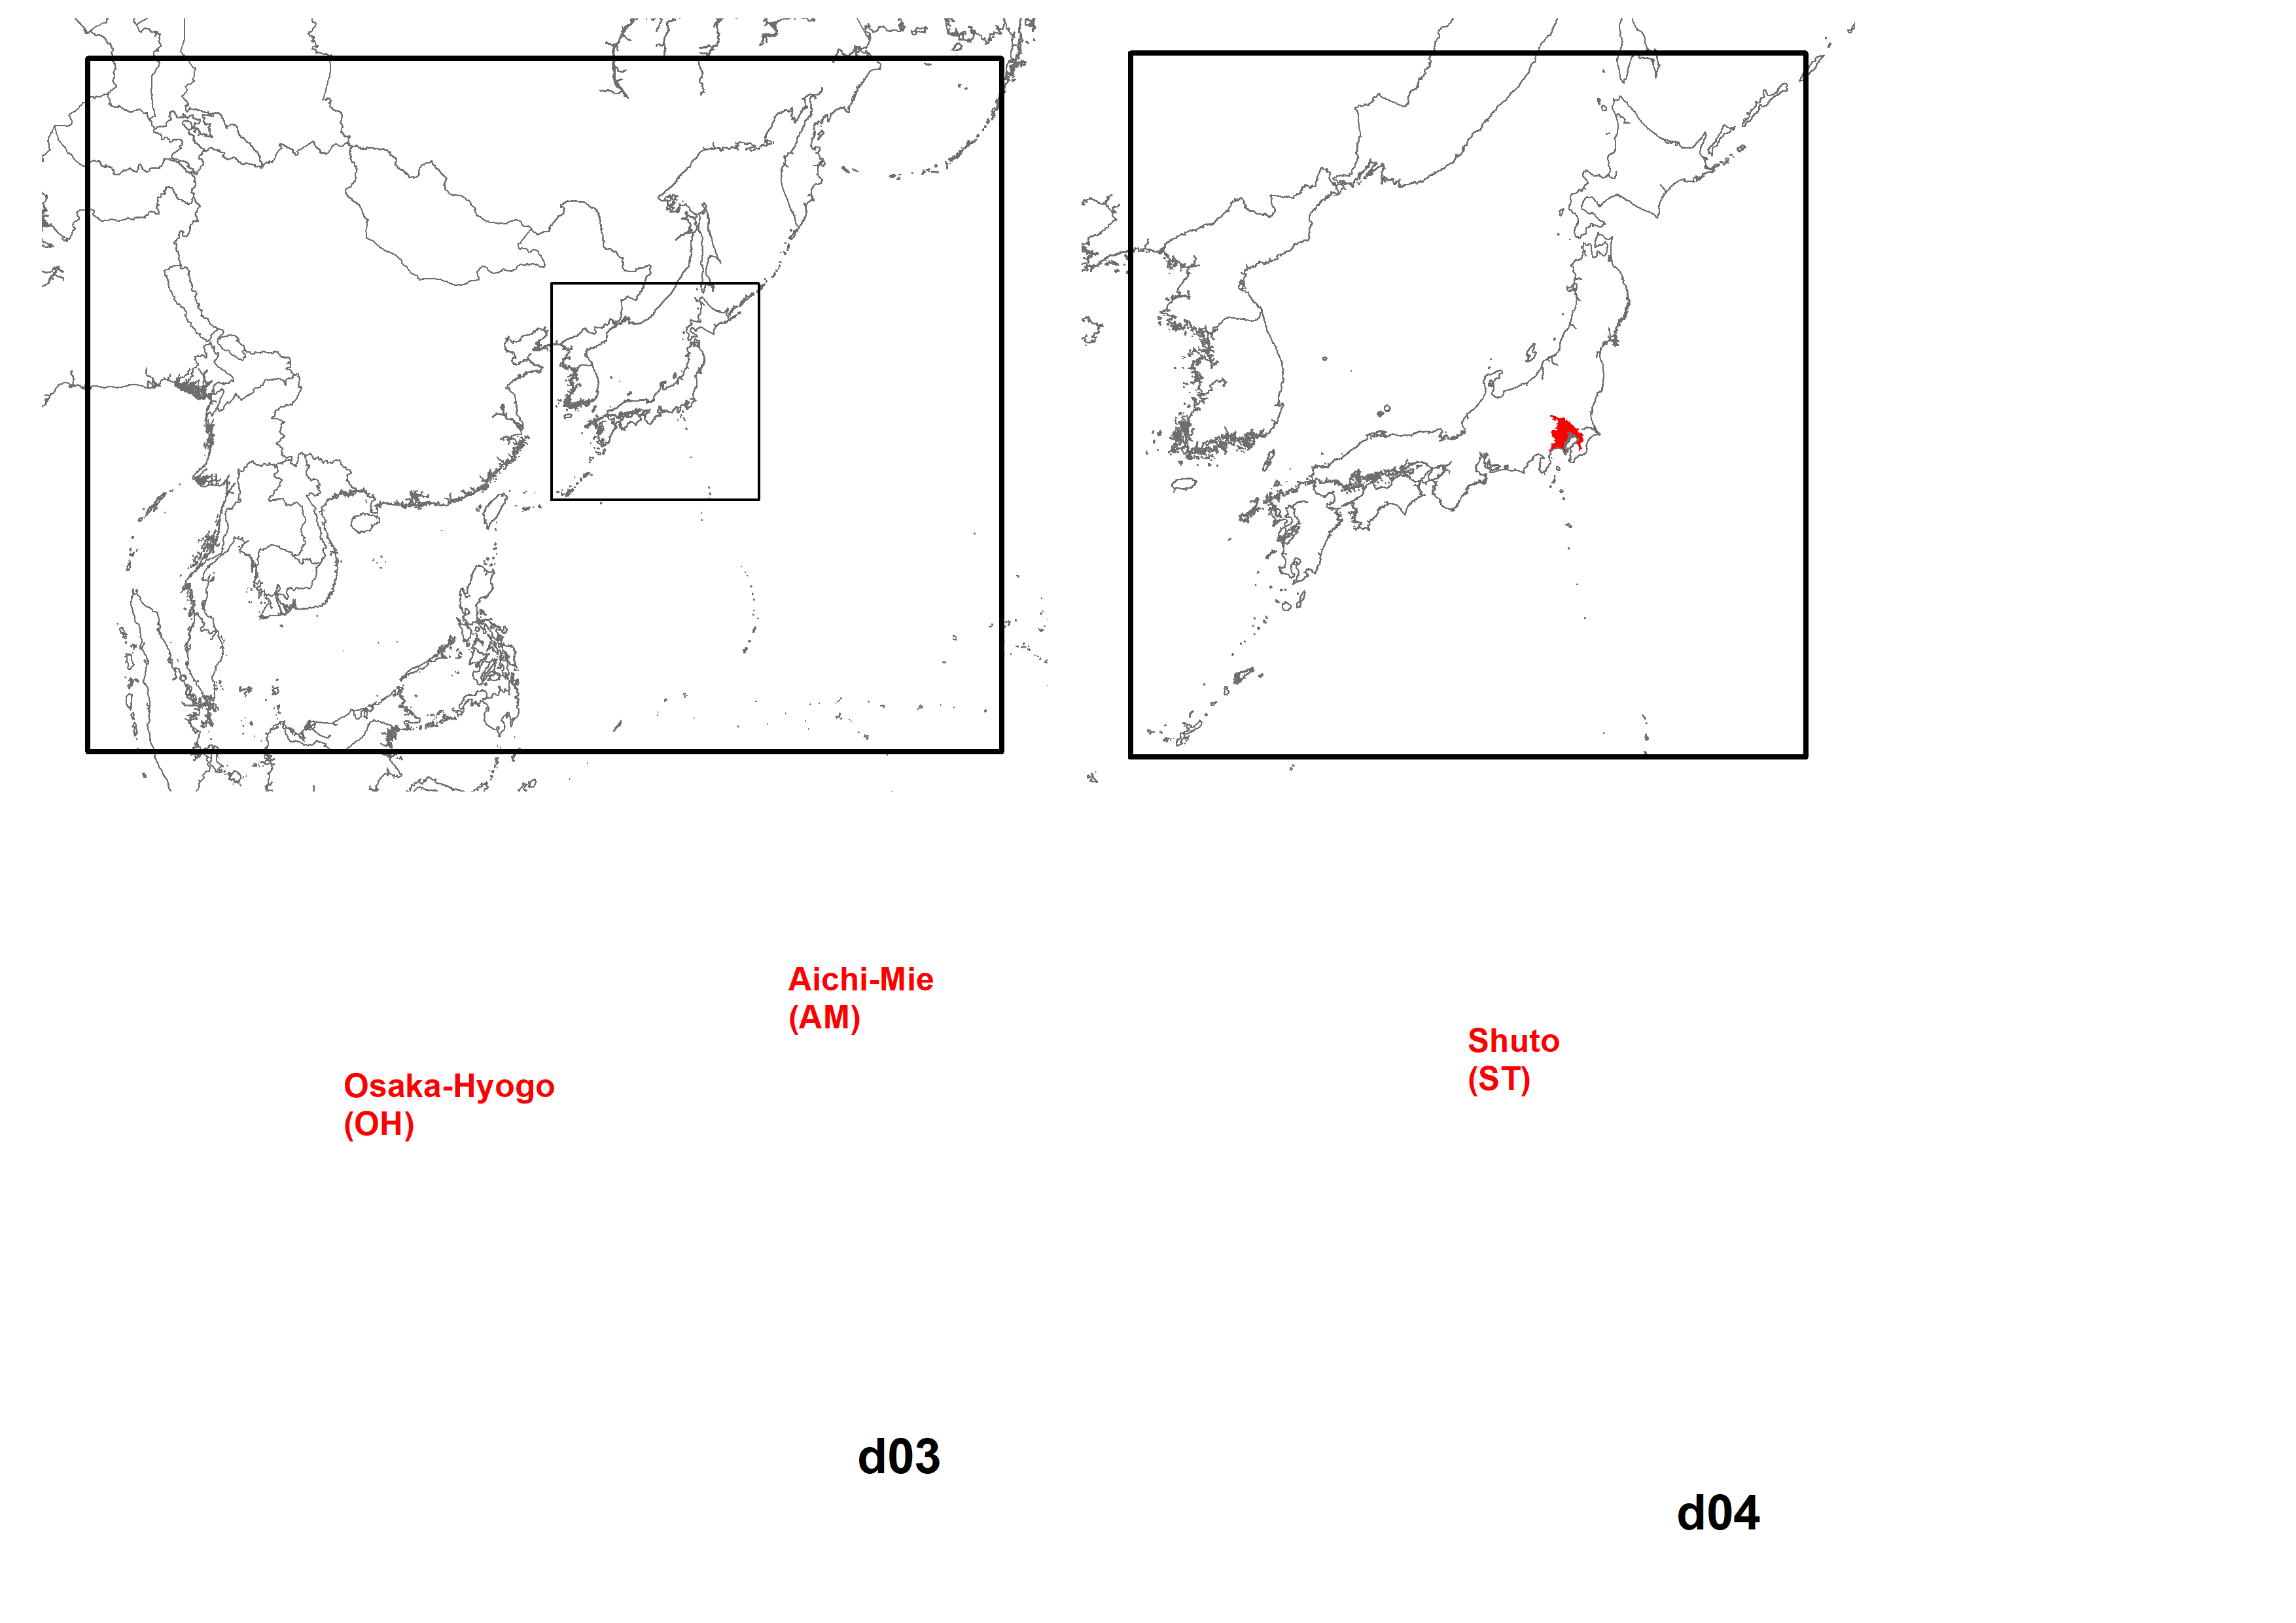 Aichi-Mie
(AM)
Shuto
(ST)
Osaka-Hyogo
(OH)
d03
d04